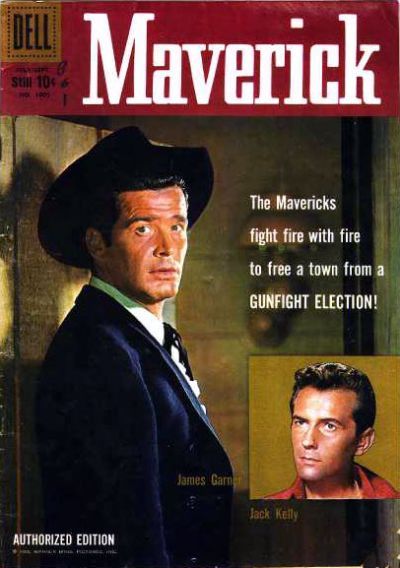 DELL
Maverick
Still 10¢
The Mavericks
fight fire with fire
to free a town from a
GUNFIGHT ELECTION!
James Garner
Jack Kelly
AUTHORIZED EDITION